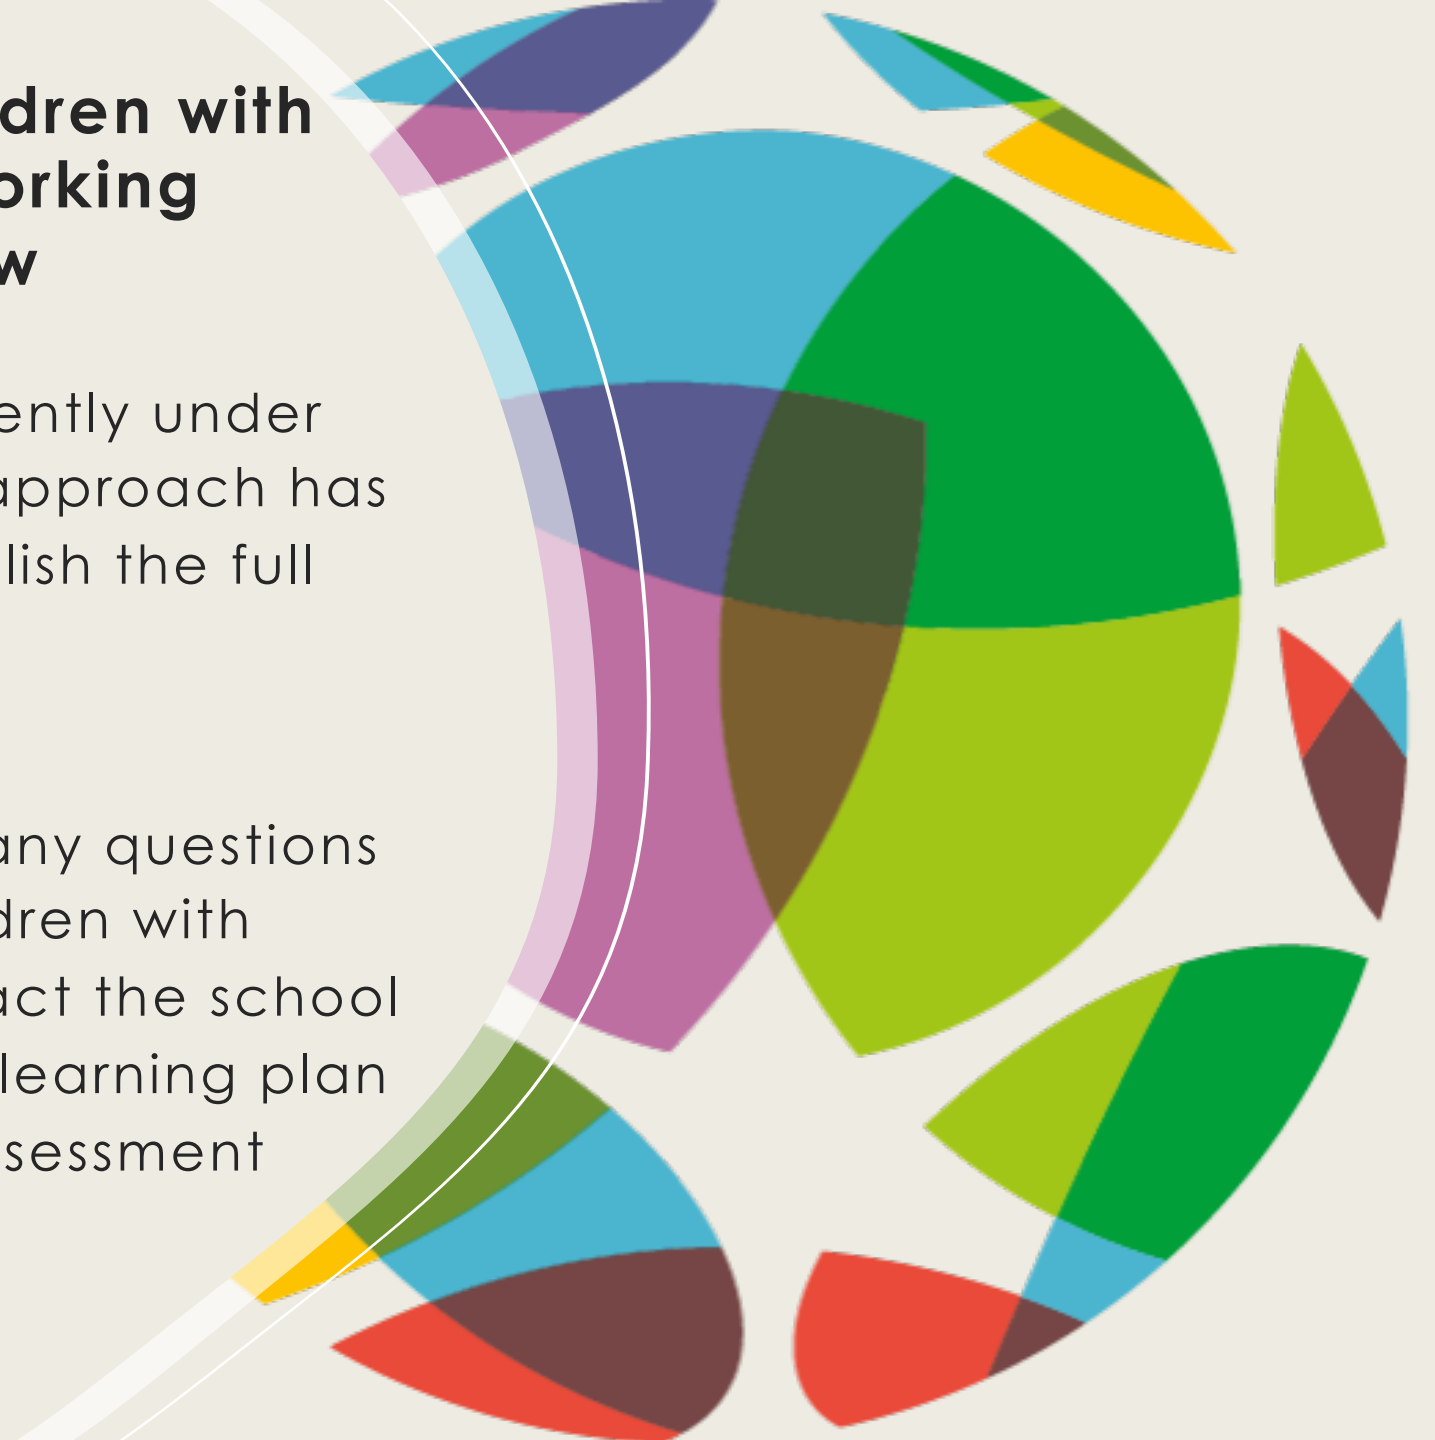 dren with
orking
w
ently under
approach has
lish the full
any questions
dren with
act the school
learning plan
sessment